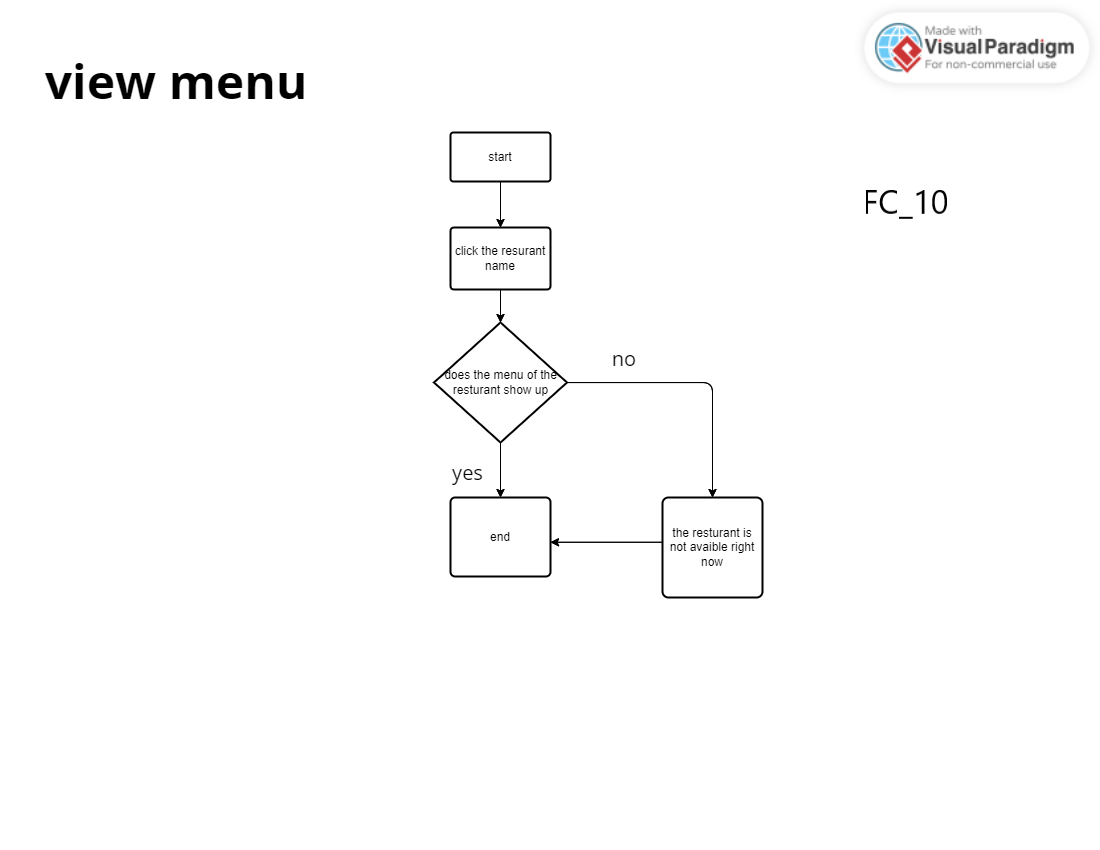 Made with
Visual Paradigm
For non-commercial use
view menu
start
FC_10
click the resurant
name
no
does the menu of the
resturant show up
yes
end
the resturant is
not avaible right
now